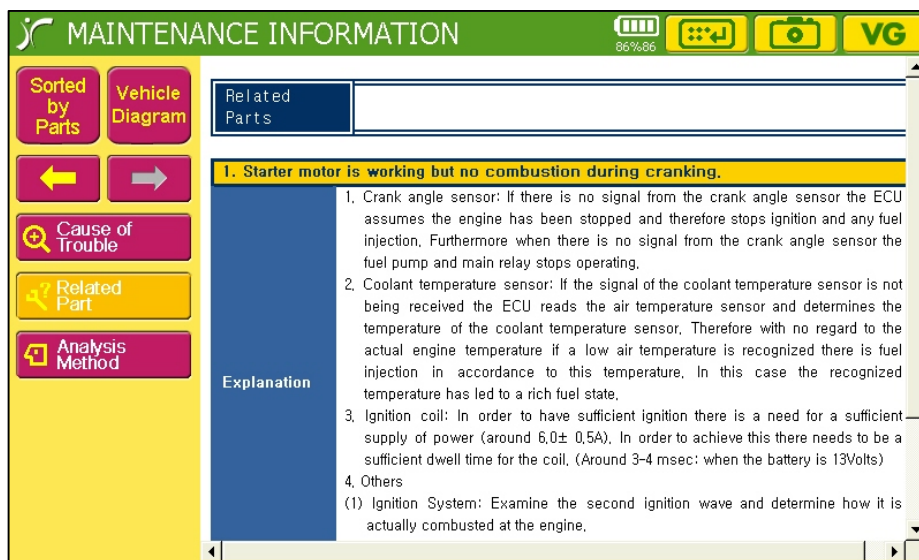 MAINTENANCE INFORMATION
86%86
VG
Sorted
by
Parts
Vehicle
Diagram
Cause of
Trouble
Related
Part
Analysis
Method
Related
Parts
1. Starter motor is working but no combustion during cranking.
Explanation
1. Crank angle sensor: If there is no signal from the crank angle sensor the ECU
assumes the engine has been stopped and therefore stops ignition and any fuel
injection. Furthermore when there is no signal from the crank angle sensor the
fuel pump and main relay stops operating.
2. Coolant temperature sensor: If the signal of the coolant temperature sensor is not
being received the ECU reads the air temperature sensor and determines the
temperature of the coolant temperature sensor. Therefore with no regard to the
actual engine temperature if a low air temperature is recognized there is fuel
injection in accordance to this temperature. In this case the recognized
temperature has led to a rich fuel state.
3. Ignition coil: In order to have sufficient ignition there is a need for a sufficient
supply of power (around 6.0± 0.5A). In order to achieve this there needs to be a
sufficient dwell time for the coil. (Around 3-4 msec: when the battery is 13Volts)
4. Others
(1) Ignition System: Examine the second ignition wave and determine how it is
actually combusted at the engine.